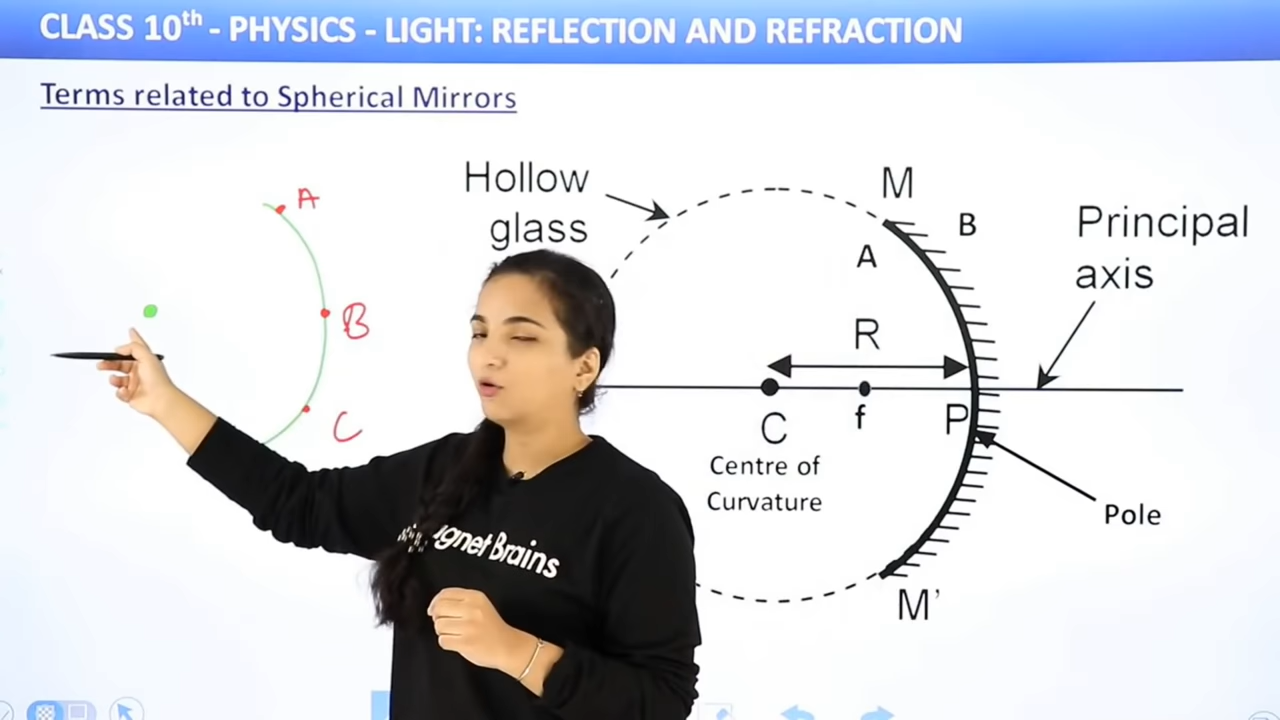 CLASS 10th - PHYSICS - LIGHT: REFLECTION AND REFRACTION
Terms related to Spherical Mirrors
A
B
C
Hollow
glass
M
B
A
Principal
axis
R
C
f
P
Centre of
Curvature
Pole
M'
Magnet Brains